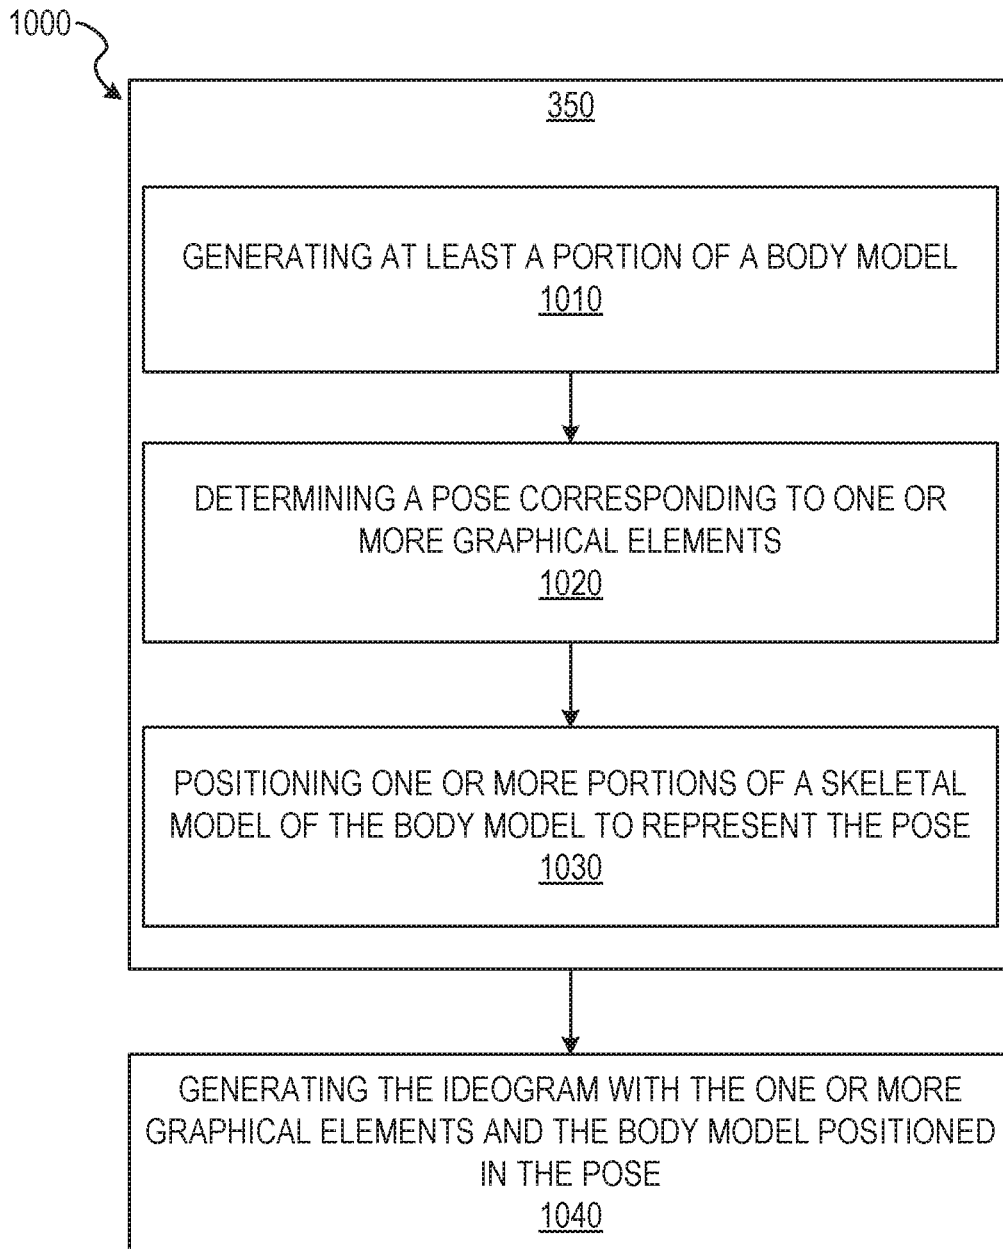 1000
350
GENERATING AT LEAST A PORTION OF A BODY MODEL
1010
DETERMINING A POSE CORRESPONDING TO ONE OR
MORE GRAPHICAL ELEMENTS
1020
POSITIONING ONE OR MORE PORTIONS OF A SKELETAL
MODEL OF THE BODY MODEL TO REPRESENT THE POSE
1030
GENERATING THE IDEOGRAM WITH THE ONE OR MORE
GRAPHICAL ELEMENTS AND THE BODY MODEL POSITIONED
IN THE POSE
1040